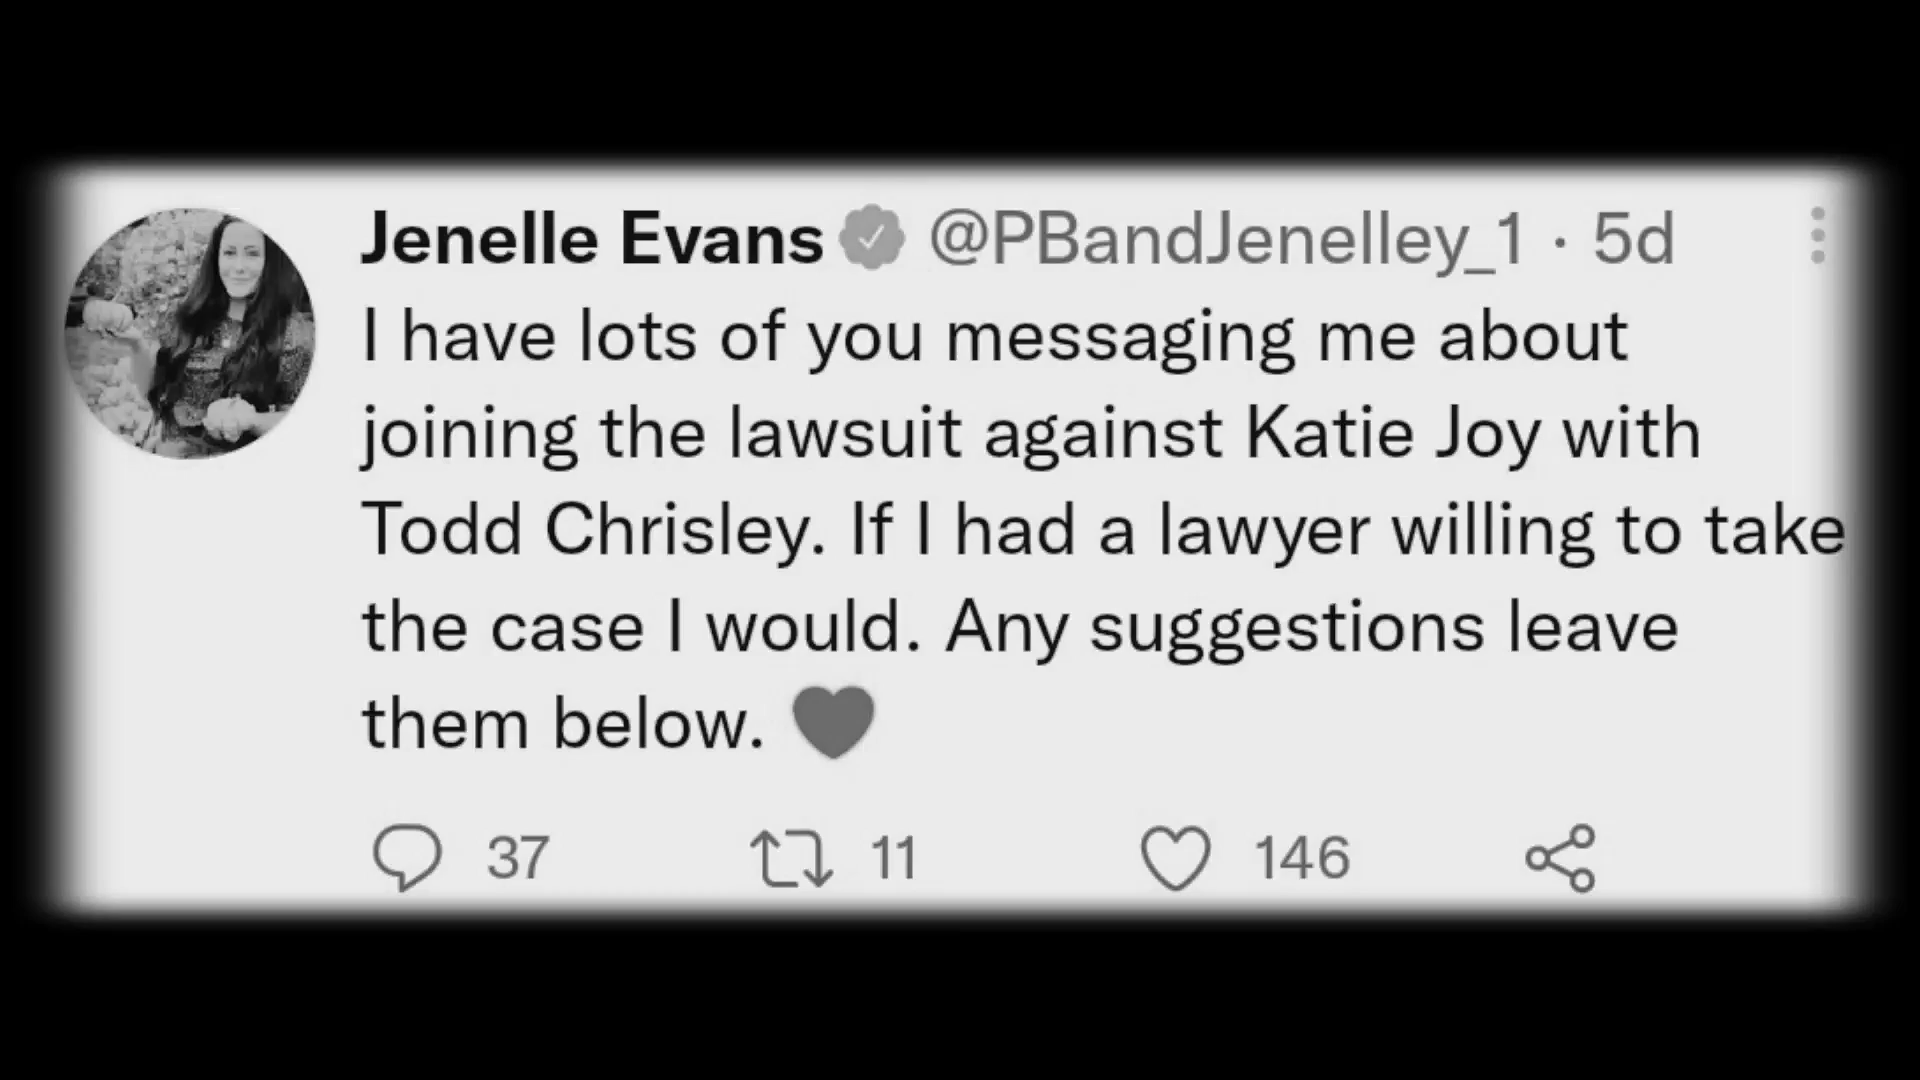 Jenelle Evans @PBandJenelley_1 · 5d
I have lots of you messaging me about
joining the lawsuit against Katie Joy with
Todd Chrisley. If I had a lawyer willing to take
the case I would. Any suggestions leave
them below. 🖤
37 11 146